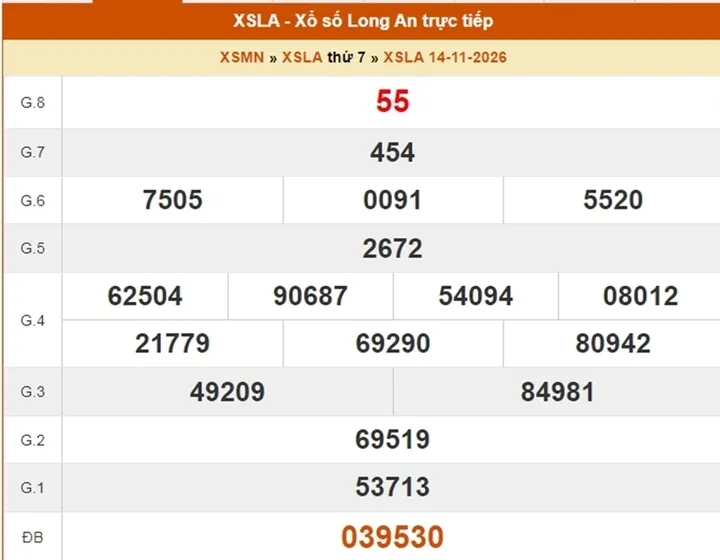 XSLA - Xổ số Long An trực tiếp
XSMN » XSLA thứ 7 » XSLA 14-11-2026
G.8 55
G.7 454
G.6 7505 0091 5520
G.5 2672
G.4 62504 90687 54094 08012
21779 69290 80942
G.3 49209 84981
G.2 69519
G.1 53713
ĐB 039530